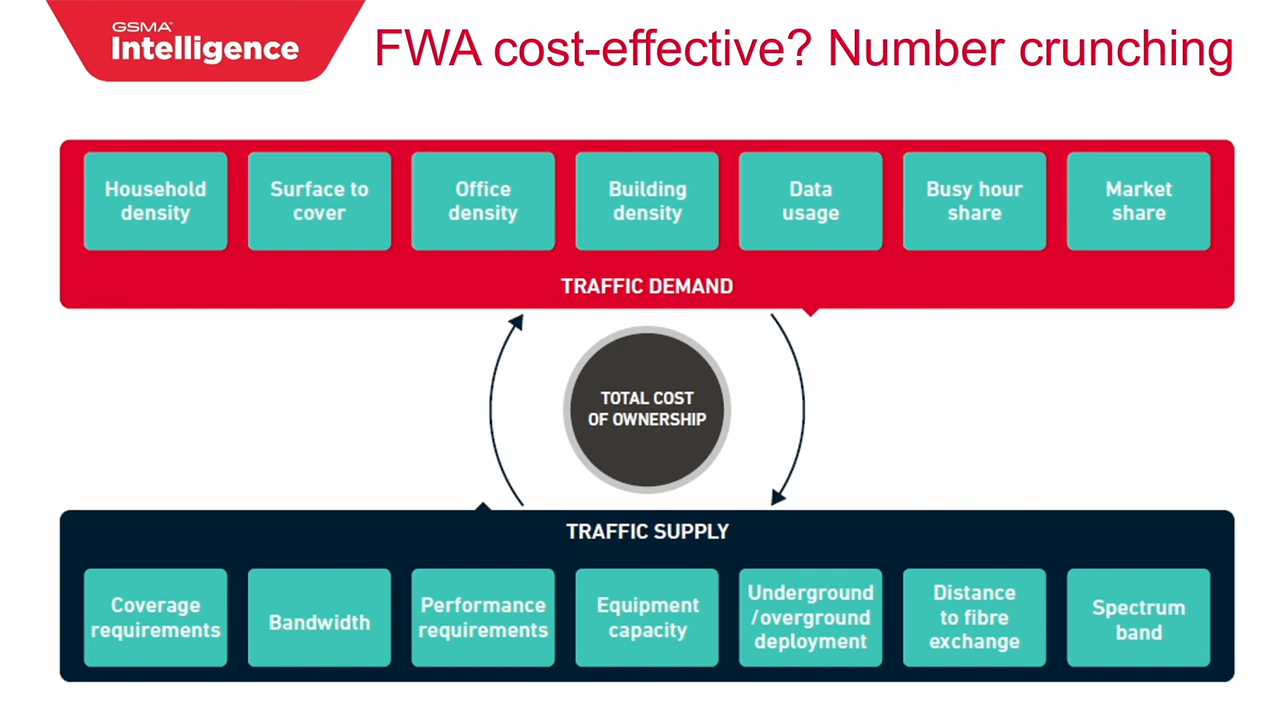 GSMA™
Intelligence
FWA cost-effective? Number crunching
Household
density
Surface to
cover
Office
density
Building
density
Data
usage
Busy hour
share
Market
share
TRAFFIC DEMAND
TOTAL COST
OF OWNERSHIP
TRAFFIC SUPPLY
Coverage
requirements
Bandwidth
Performance
requirements
Equipment
capacity
Underground
/overground
deployment
Distance
to fibre
exchange
Spectrum
band